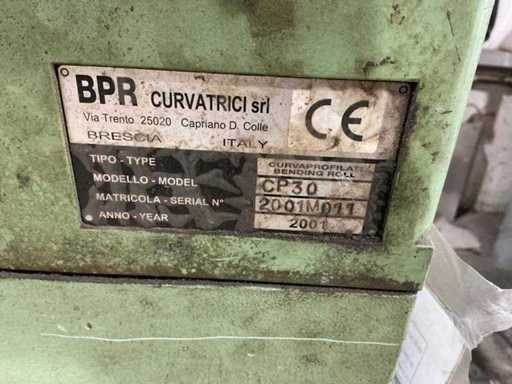 BPR CURVATRICI srl
Via Trento 25020 Capriano D. Colle
BRESCIA ITALY
CE
TIPO - TYPE CURVAPROFILATI BENDING ROLL
MODELLO - MODEL CP30
MATRICOLA - SERIAL N° 2001M011
ANNO - YEAR 2001